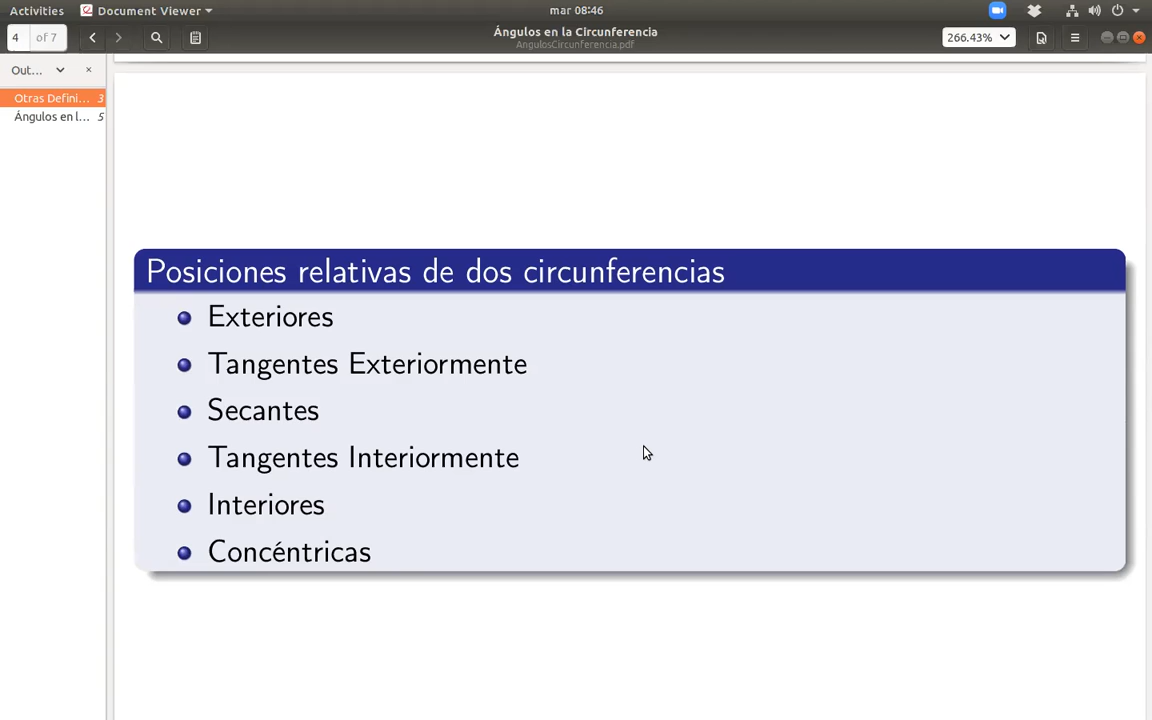 Activities Document Viewer mar 08:46
4 of 7 Ángulos en la Circunferencia 266.43%
AngulosCircunferencia.pdf
Out...
Otras Defini... 3
Ángulos en l... 5
Posiciones relativas de dos circunferencias
Exteriores
Tangentes Exteriormente
Secantes
Tangentes Interiormente
Interiores
Concéntricas